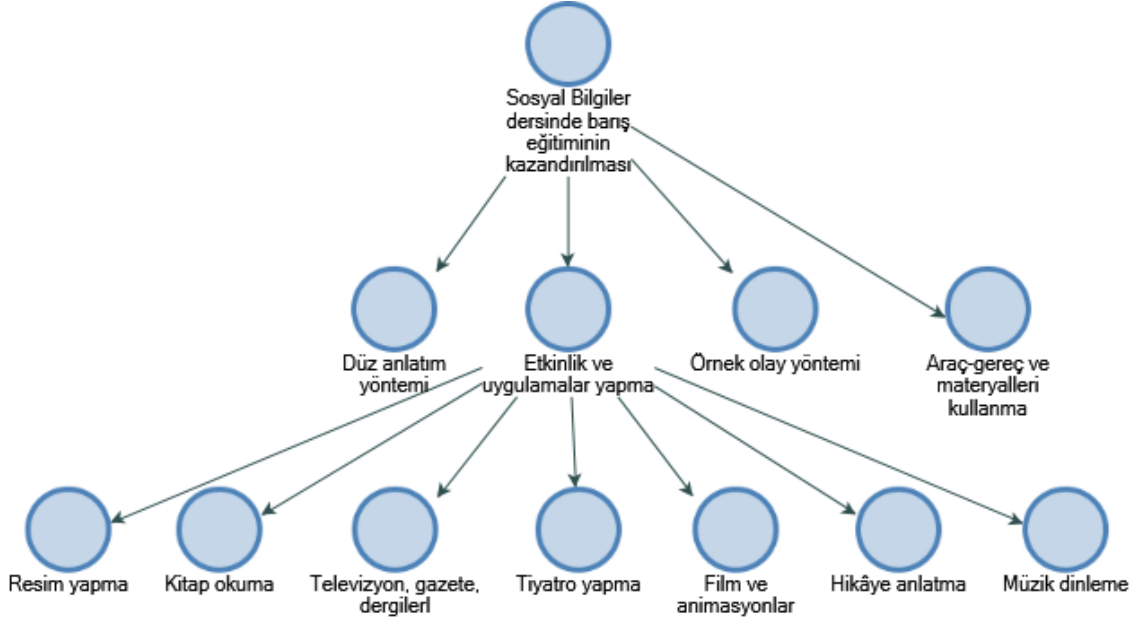 Sosyal Bilgiler
dersinde barış
eğitiminin
kazandırılması
Düz anlatım
yöntemi
Etkinlik ve
uygulamalar yapma
Örnek olay yöntemi
Araç-gereç ve
materyalleri
kullanma
Resim yapma
Kitap okuma
Televizyon, gazete,
dergilerI
Tiyatro yapma
Film ve
animasyonlar
Hikâye anlatma
Müzik dinleme